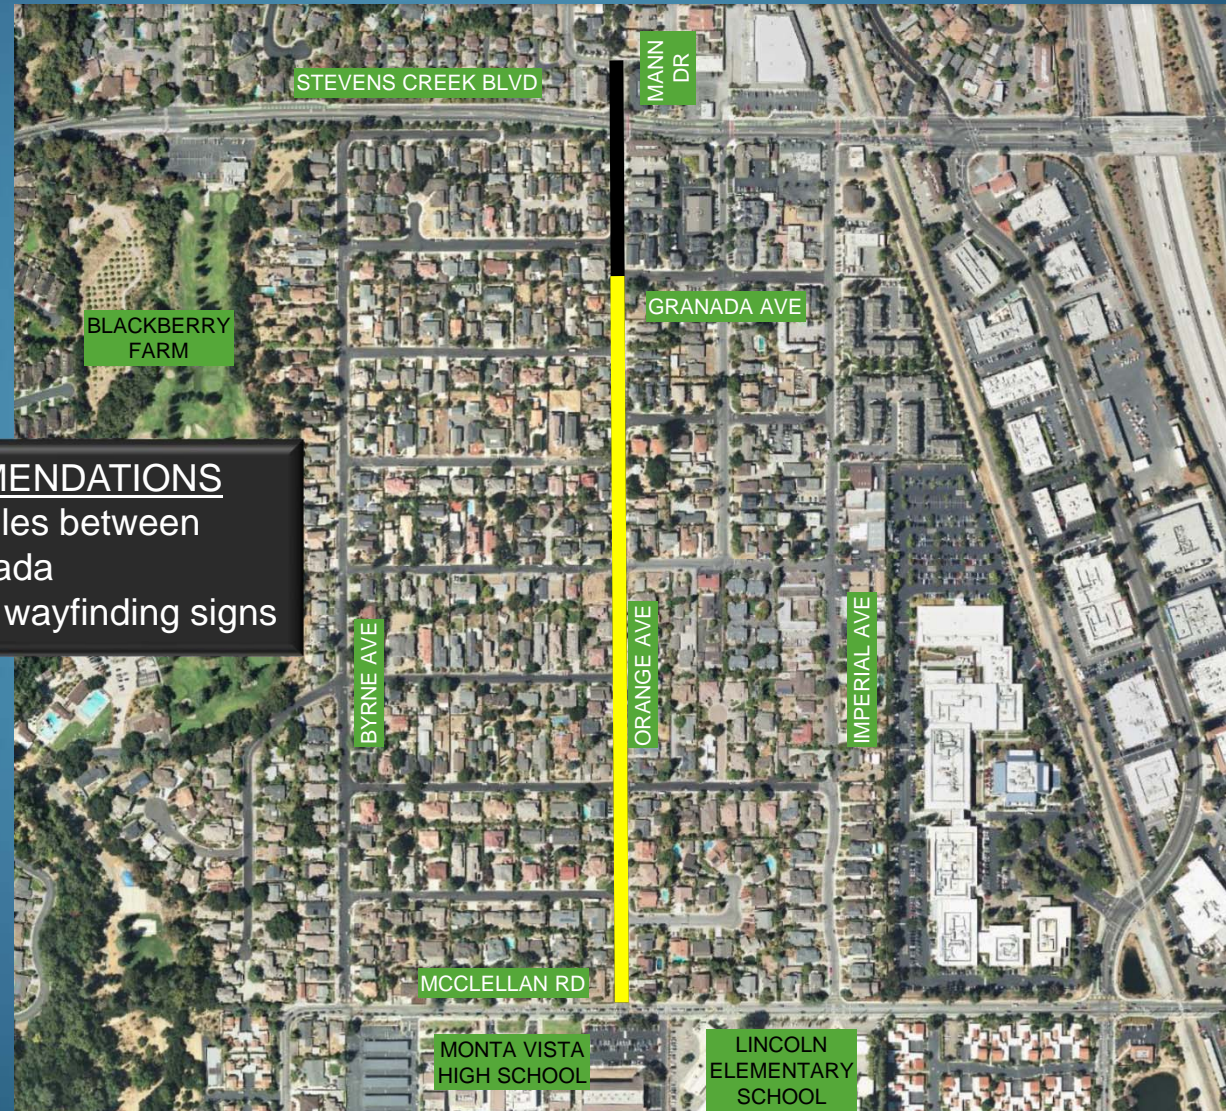 STEVENS CREEK BLVD
MANN
DR
GRANADA AVE
BLACKBERRY
FARM
MENDATIONS
les between
ada
wayfinding signs
BYRNE AVE
ORANGE AVE
IMPERIAL AVE
MCCLELLAN RD
MONTA VISTA
HIGH SCHOOL
LINCOLN
ELEMENTARY
SCHOOL